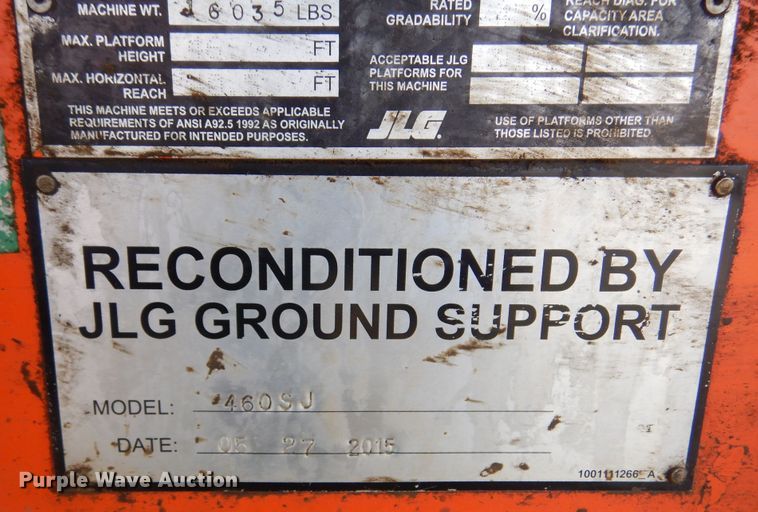 MACHINE WT. 16035 LBS
MAX. PLATFORM
HEIGHT FT
MAX. HORIZONTAL
REACH FT
THIS MACHINE MEETS OR EXCEEDS APPLICABLE
REQUIREMENTS OF ANSI A92.5 1992 AS ORIGINALLY
MANUFACTURED FOR INTENDED PURPOSES.
RATED
GRADABILITY %
REACH DIAG. FOR
CAPACITY AREA
CLARIFICATION.
ACCEPTABLE JLG
PLATFORMS FOR
THIS MACHINE
JLG.
USE OF PLATFORMS OTHER THAN
THOSE LISTED IS PROHIBITED
RECONDITIONED BY
JLG GROUND SUPPORT
MODEL: 460SJ
DATE: 05 27 2015
1001111266 A
Purple Wave Auction